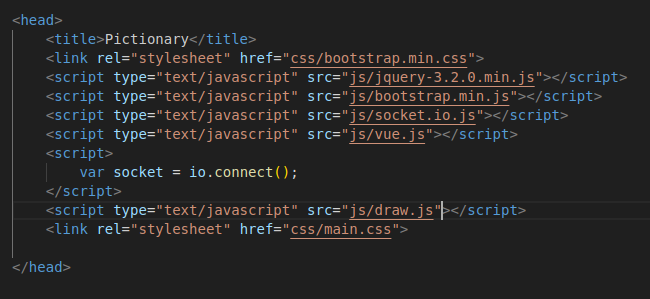 <head>
    <title>Pictionary</title>
    <link rel="stylesheet" href="css/bootstrap.min.css">
    <script type="text/javascript" src="js/jquery-3.2.0.min.js"></script>
    <script type="text/javascript" src="js/bootstrap.min.js"></script>
    <script type="text/javascript" src="js/socket.io.js"></script>
    <script type="text/javascript" src="js/vue.js"></script>
    <script>
        var socket = io.connect();
    </script>
    <script type="text/javascript" src="js/draw.js"></script>
    <link rel="stylesheet" href="css/main.css">
</head>